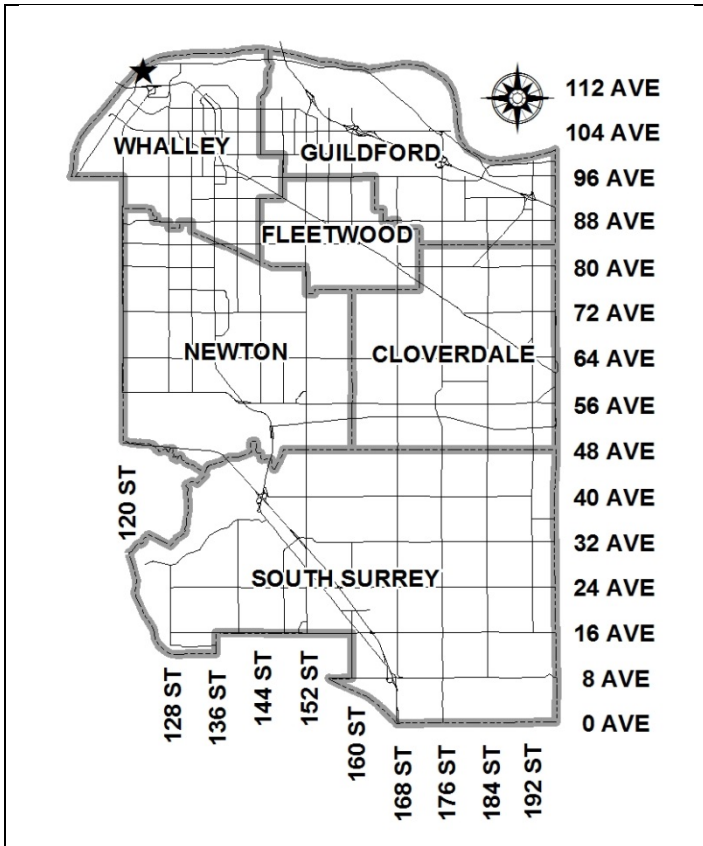 112 AVE
104 AVE
WHALLEY
GUILDFORD
96 AVE
88 AVE
FLEETWOOD
80 AVE
72 AVE
NEWTON
CLOVERDALE
64 AVE
56 AVE
48 AVE
120 ST
40 AVE
32 AVE
SOUTH SURREY
24 AVE
16 AVE
128 ST
136 ST
144 ST
152 ST
160 ST
8 AVE
0 AVE
168 ST
176 ST
184 ST
192 ST